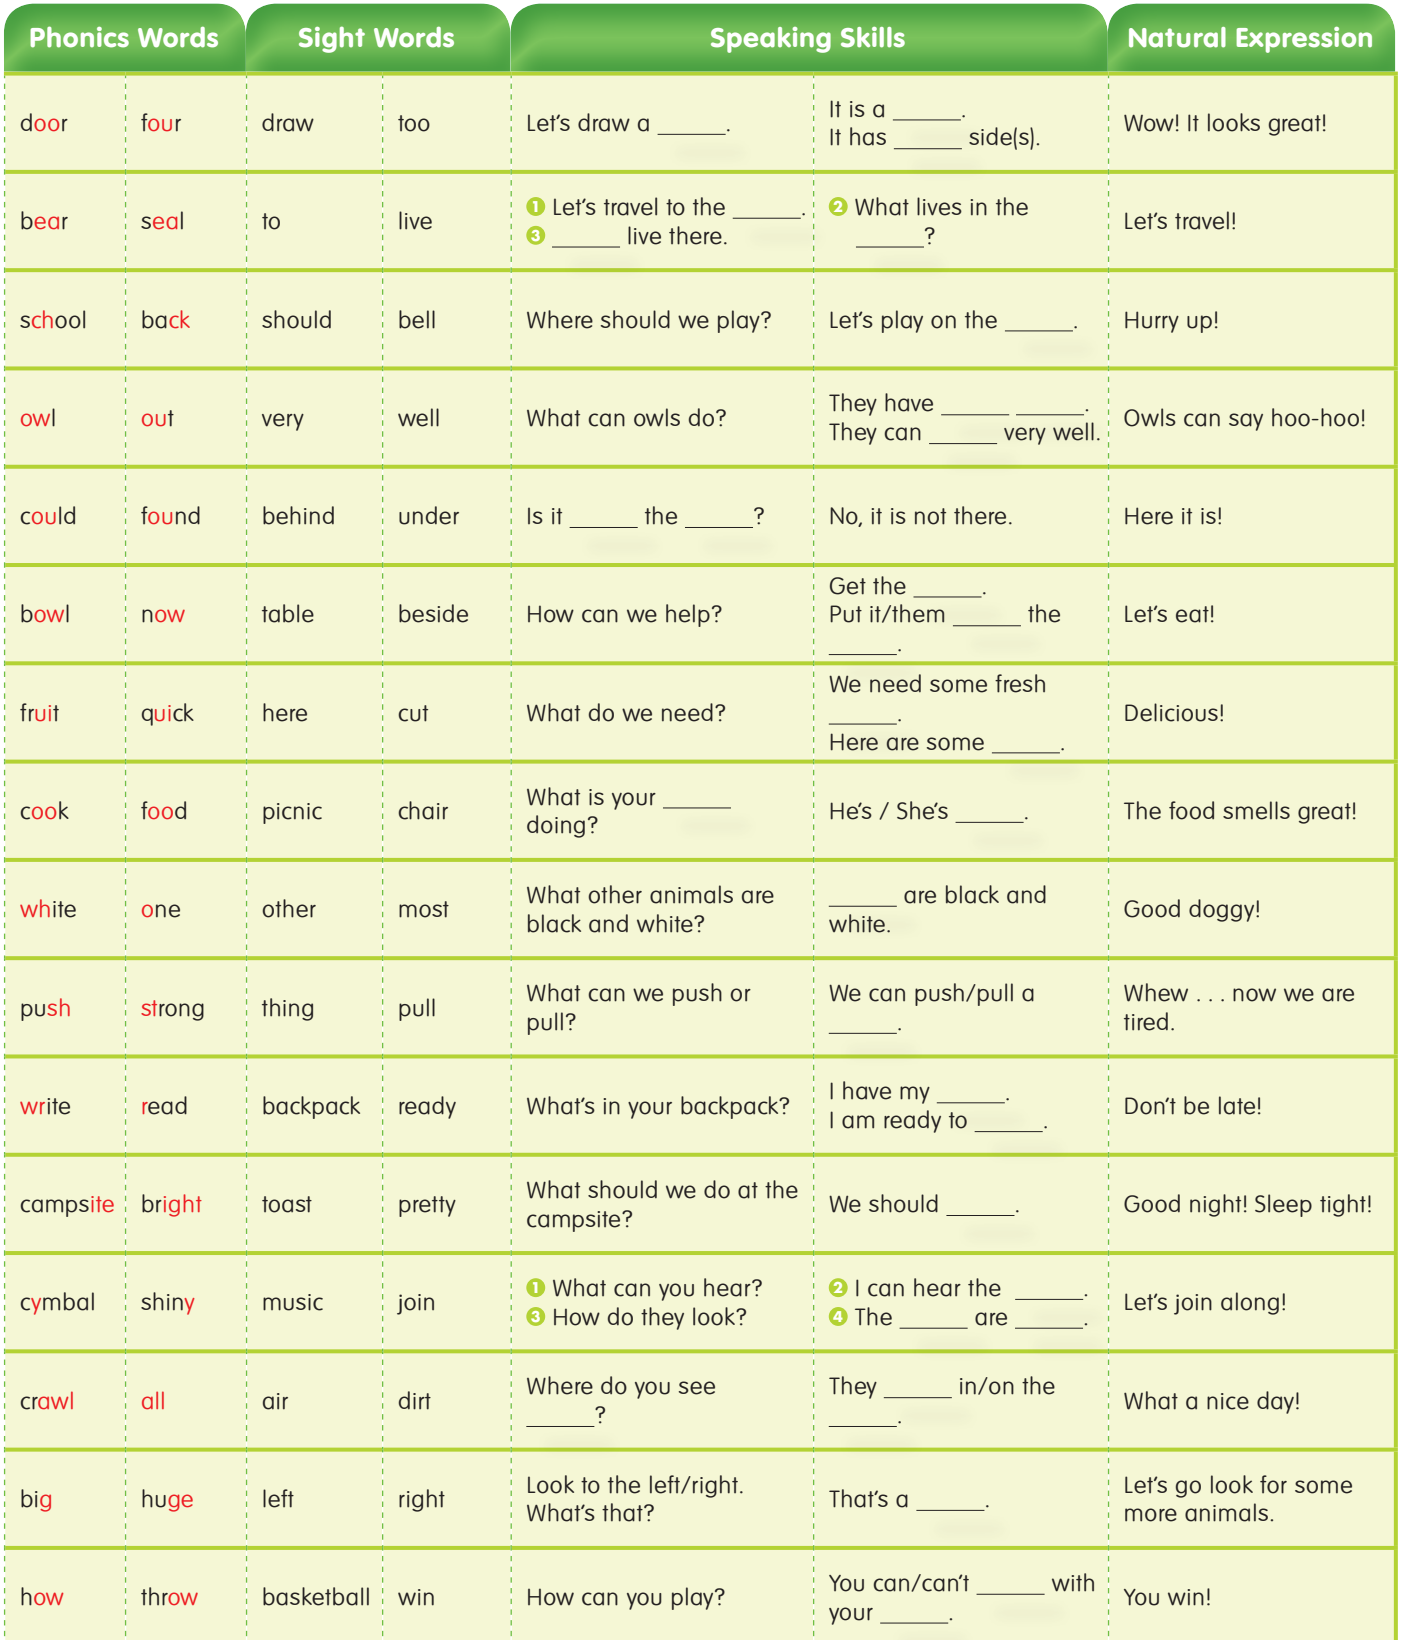 Phonics Words Sight Words Speaking Skills Natural Expression
door four draw too Let's draw a ______. It is a ______. Wow! It looks great!
It has ______ side(s).
bear seal to live ❶ Let's travel to the ______. ❷ What lives in the Let's travel!
❸ ______ live there. ______?
school back should bell Where should we play? Let's play on the ______. Hurry up!
owl out very well What can owls do? They have ______ ______. Owls can say hoo-hoo!
They can ______ very well.
could found behind under Is it ______ the ______? No, it is not there. Here it is!
bowl now table beside How can we help? Get the ______. Let's eat!
Put it/them ______ the
______.
fruit quick here cut What do we need? We need some fresh Delicious!
______.
Here are some ______.
cook food picnic chair What is your ______ He's / She's ______. The food smells great!
doing?
white one other most What other animals are ______ are black and Good doggy!
black and white? white.
push strong thing pull What can we push or We can push/pull a Whew . . . now we are
pull? ______. tired.
write read backpack ready What's in your backpack? I have my ______. Don't be late!
I am ready to ______.
campsite bright toast pretty What should we do at the We should ______. Good night! Sleep tight!
campsite?
cymbal shiny music join ❶ What can you hear? ❷ I can hear the ______. Let's join along!
❸ How do they look? ❹ The ______ are ______.
crawl all air dirt Where do you see They ______ in/on the What a nice day!
______? ______.
big huge left right Look to the left/right. That's a ______. Let's go look for some
What's that? more animals.
how throw basketball win How can you play? You can/can't ______ with You win!
your ______.